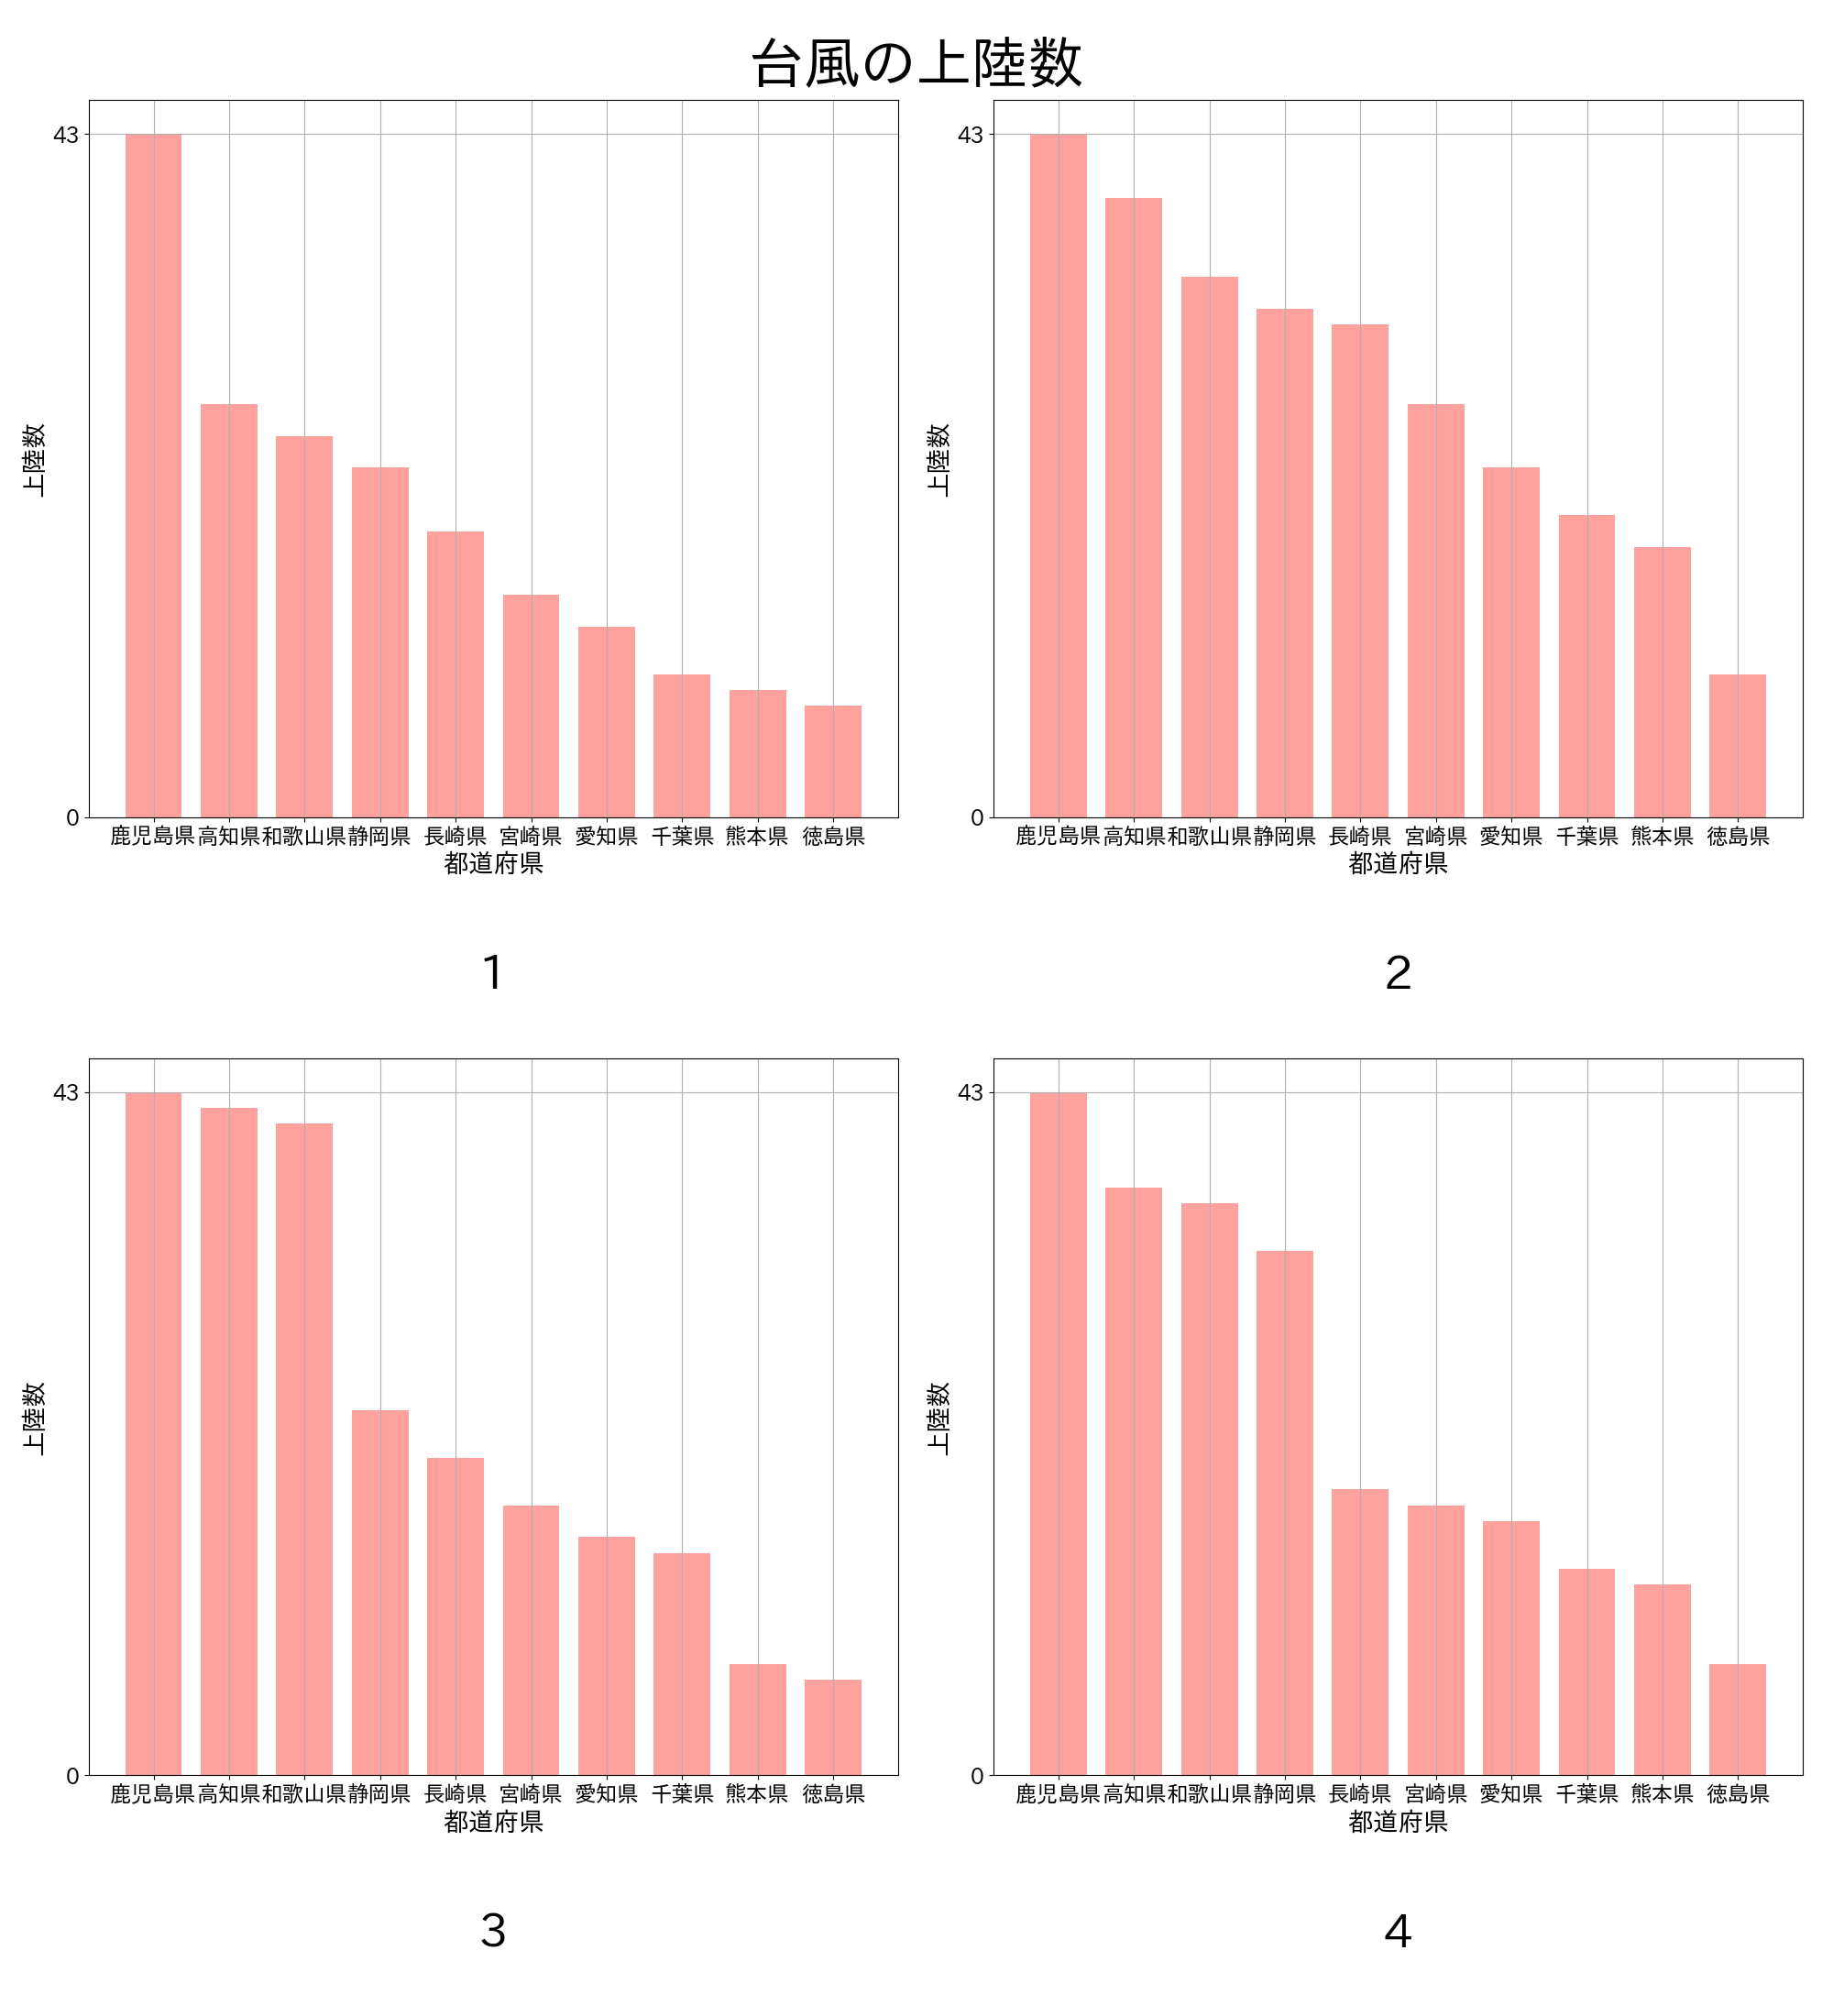 台風の上陸数
43
0
上陸数
鹿児島県 高知県 和歌山県 静岡県 長崎県 宮崎県 愛知県 千葉県 熊本県 徳島県
都道府県
1
43
0
上陸数
鹿児島県 高知県 和歌山県 静岡県 長崎県 宮崎県 愛知県 千葉県 熊本県 徳島県
都道府県
2
43
0
上陸数
鹿児島県 高知県 和歌山県 静岡県 長崎県 宮崎県 愛知県 千葉県 熊本県 徳島県
都道府県
3
43
0
上陸数
鹿児島県 高知県 和歌山県 静岡県 長崎県 宮崎県 愛知県 千葉県 熊本県 徳島県
都道府県
4